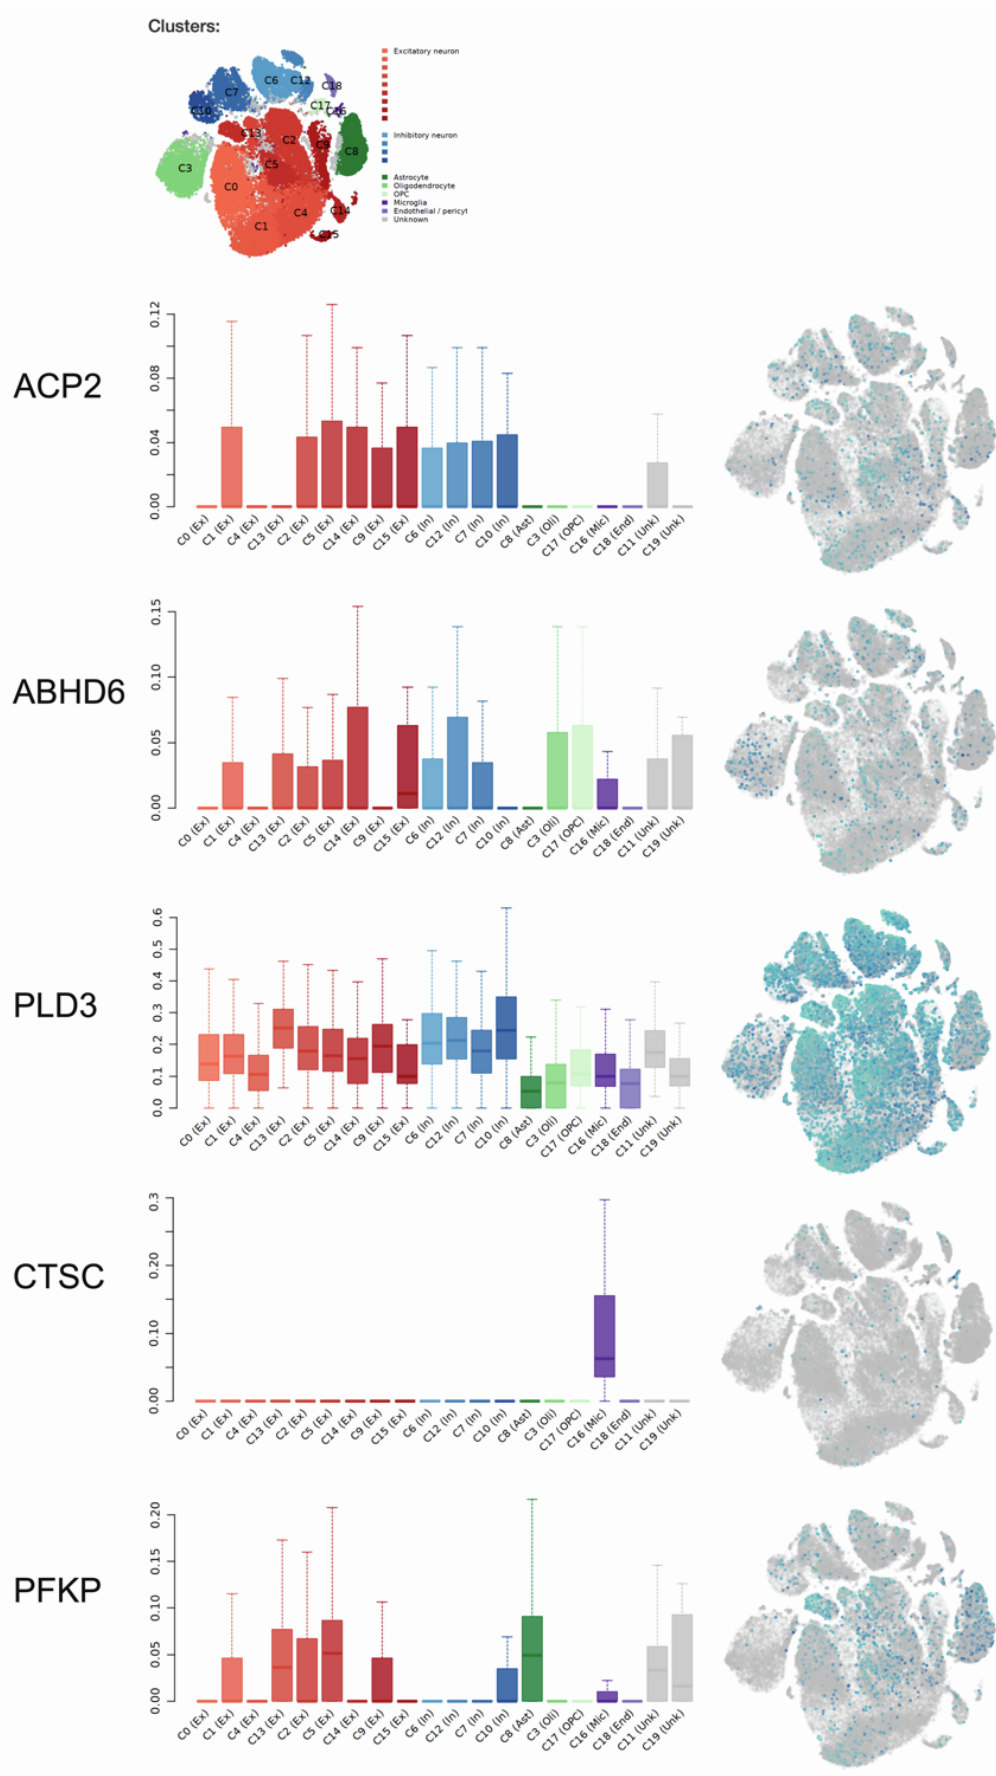 Clusters:
Excitatory neuron
Inhibitory neuron
Astrocyte
Oligodendrocyte
OPC
Microglia
Endothelial / pericyt
Unknown
C6
C12
C18
C7
C17
C16
C10
C13
C2
C9
C8
C3
C5
C0
C4
C14
C1
C15
ACP2
0.12
0.08
0.04
0.00
C0 (Ex) C1 (Ex) C4 (Ex) C13 (Ex) C2 (Ex) C5 (Ex) C14 (Ex) C9 (Ex) C15 (Ex) C6 (In) C12 (In) C7 (In) C10 (In) C8 (Ast) C3 (Oli) C17 (OPC) C16 (Mic) C18 (End) C11 (Unk) C19 (Unk)
ABHD6
0.15
0.10
0.05
0.00
C0 (Ex) C1 (Ex) C4 (Ex) C13 (Ex) C2 (Ex) C5 (Ex) C14 (Ex) C9 (Ex) C15 (Ex) C6 (In) C12 (In) C7 (In) C10 (In) C8 (Ast) C3 (Oli) C17 (OPC) C16 (Mic) C18 (End) C11 (Unk) C19 (Unk)
PLD3
0.6
0.5
0.4
0.3
0.2
0.1
0.0
C0 (Ex) C1 (Ex) C4 (Ex) C13 (Ex) C2 (Ex) C5 (Ex) C14 (Ex) C9 (Ex) C15 (Ex) C6 (In) C12 (In) C7 (In) C10 (In) C8 (Ast) C3 (Oli) C17 (OPC) C16 (Mic) C18 (End) C11 (Unk) C19 (Unk)
CTSC
0.3
0.20
0.10
0.00
C0 (Ex) C1 (Ex) C4 (Ex) C13 (Ex) C2 (Ex) C5 (Ex) C14 (Ex) C9 (Ex) C15 (Ex) C6 (In) C12 (In) C7 (In) C10 (In) C8 (Ast) C3 (Oli) C17 (OPC) C16 (Mic) C18 (End) C11 (Unk) C19 (Unk)
PFKP
0.20
0.15
0.10
0.05
0.00
C0 (Ex) C1 (Ex) C4 (Ex) C13 (Ex) C2 (Ex) C5 (Ex) C14 (Ex) C9 (Ex) C15 (Ex) C6 (In) C12 (In) C7 (In) C10 (In) C8 (Ast) C3 (Oli) C17 (OPC) C16 (Mic) C18 (End) C11 (Unk) C19 (Unk)